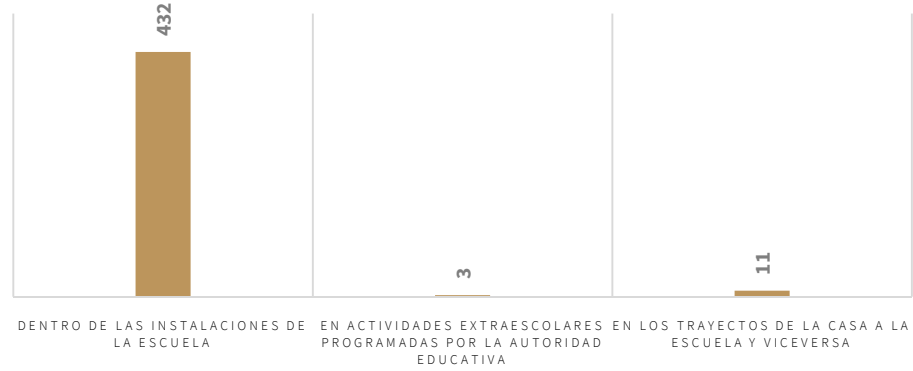 432
3
11
DENTRO DE LAS INSTALACIONES DE
LA ESCUELA
EN ACTIVIDADES EXTRAESCOLARES
PROGRAMADAS POR LA AUTORIDAD
EDUCATIVA
EN LOS TRAYECTOS DE LA CASA A LA
ESCUELA Y VICEVERSA